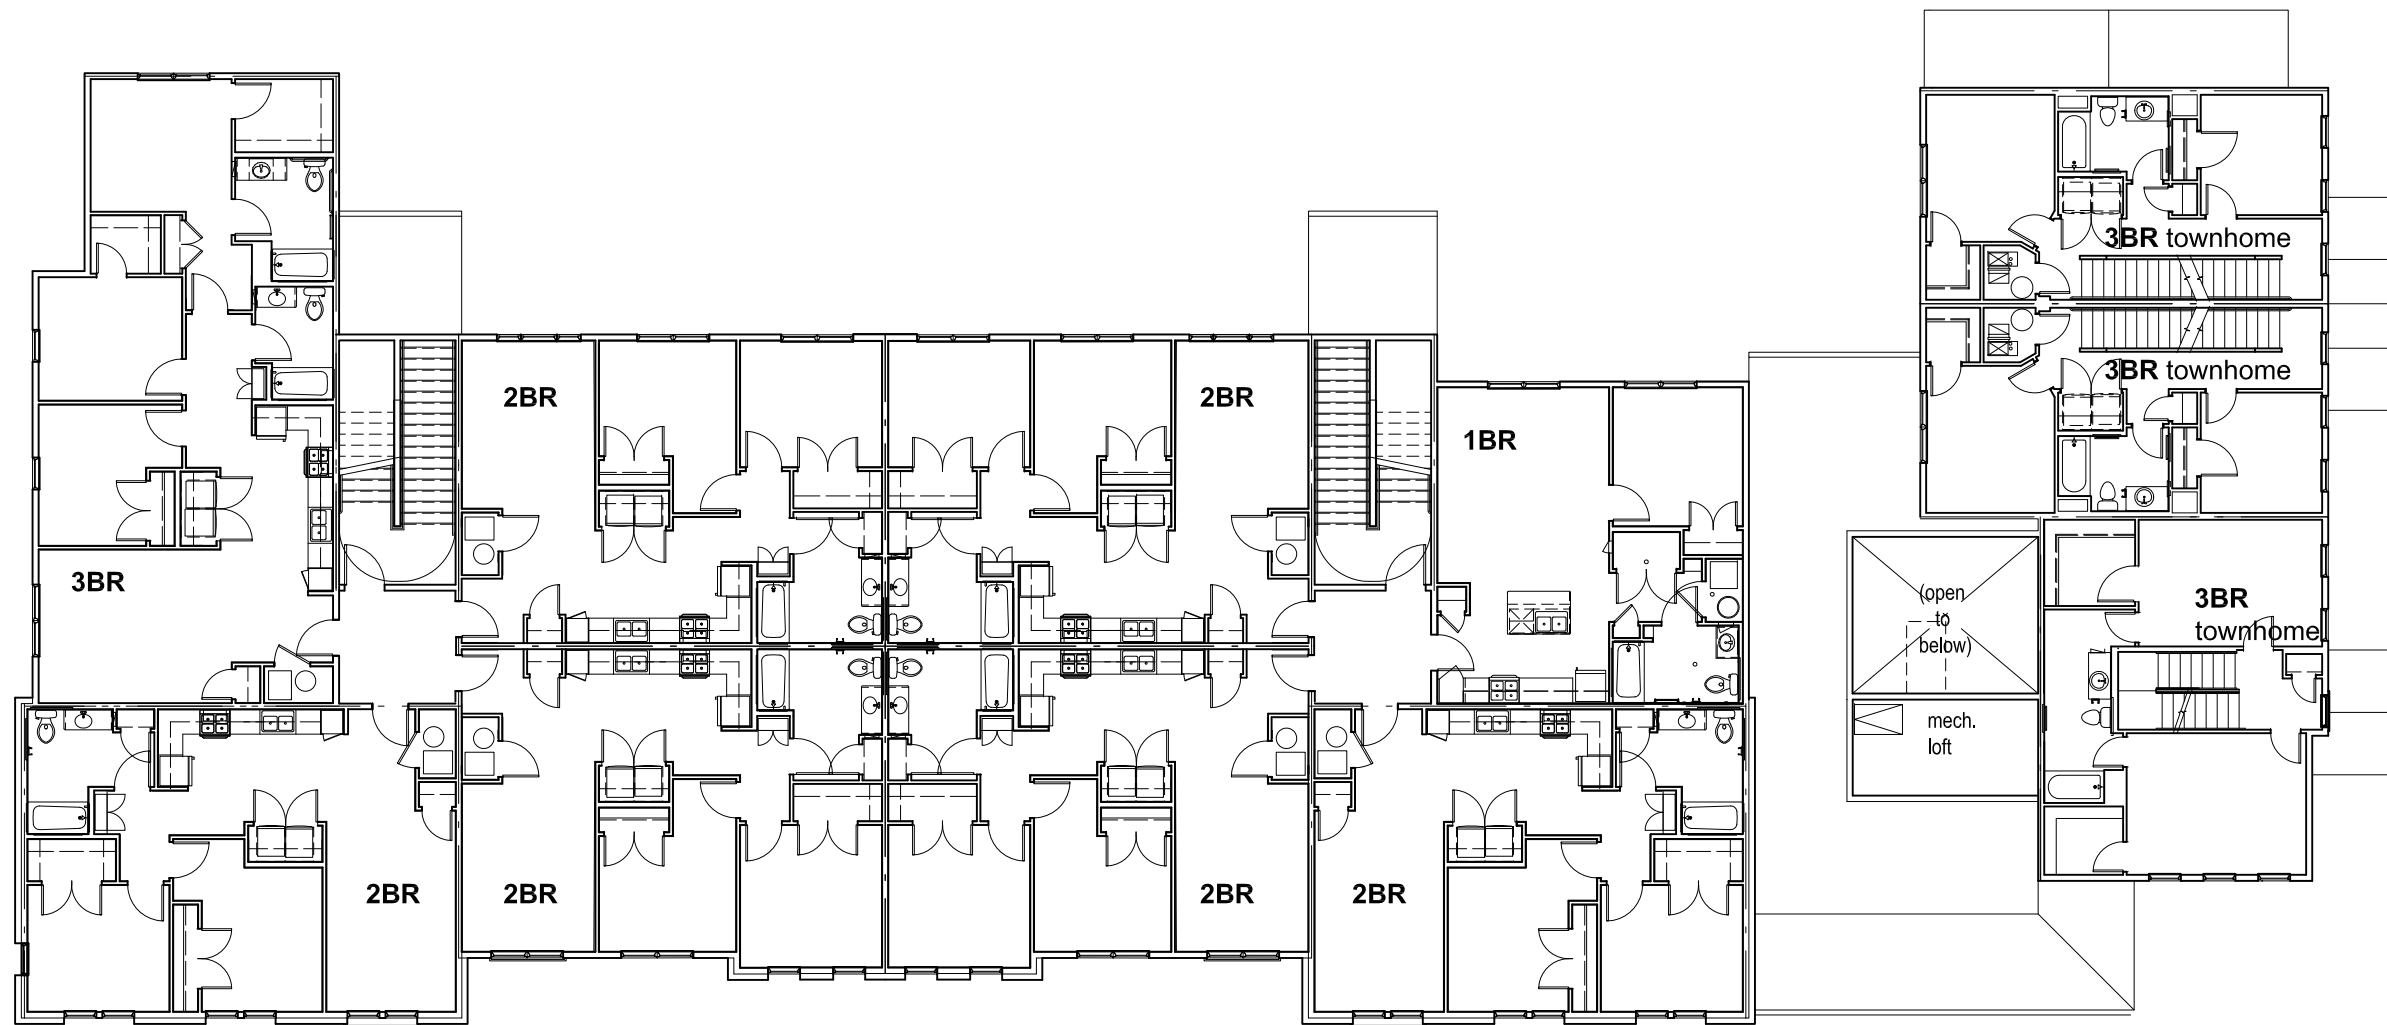 3BR townhome
3BR townhome
2BR
2BR
1BR
3BR
(open
to
below)
3BR
townhome
mech.
loft
2BR
2BR
2BR
2BR